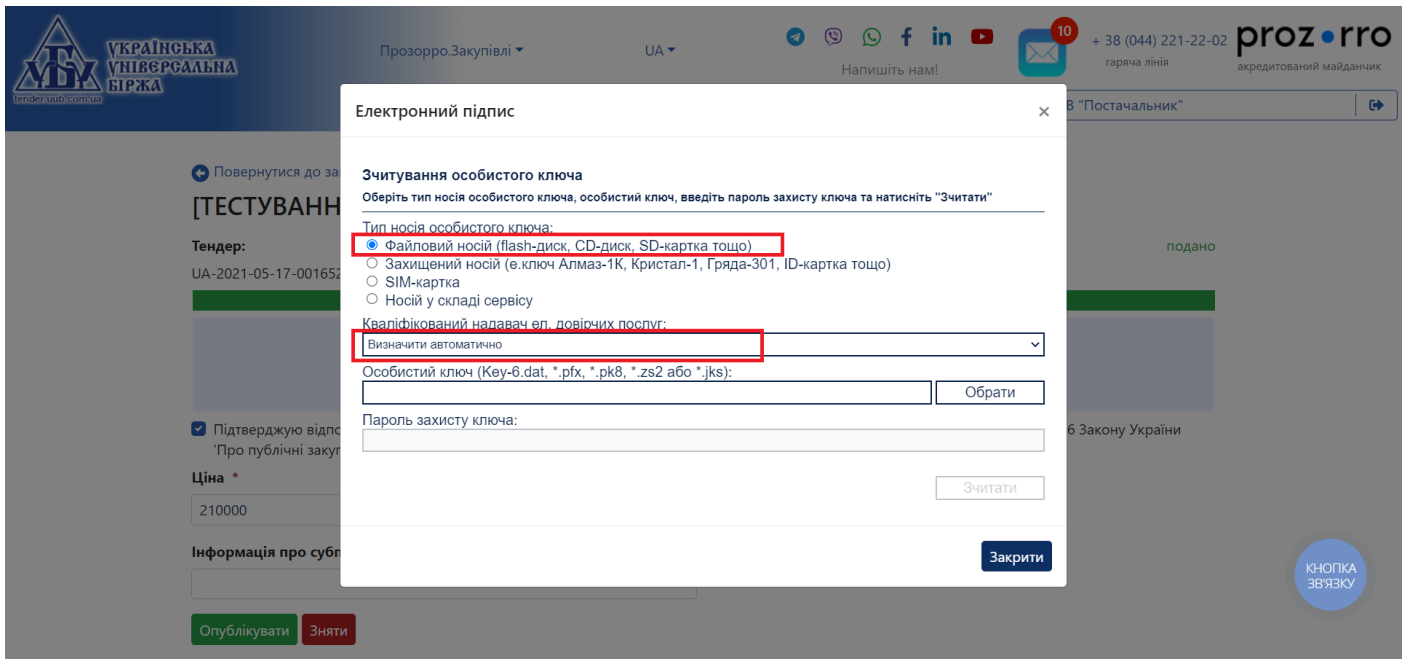 УКРАЇНСЬКА
УНІВЕРСАЛЬНА
БІРЖА
tender.uub.com.ua
Прозорро.Закупівлі
UA
Напишіть нам!
10
+ 38 (044) 221-22-02
гаряча лінія
prozorro
акредитований майданчик
В "Постачальник"
Електронний підпис
×
Повернутися до за
[ТЕСТУВАНН
Тендер:
UA-2021-05-17-001652
подано
Зчитування особистого ключа
Оберіть тип носія особистого ключа, особистий ключ, введіть пароль захисту ключа та натисніть "Зчитати"
Тип носія особистого ключа:
Файловий носій (flash-диск, CD-диск, SD-картка тощо)
Захищений носій (е.ключ Алмаз-1К, Кристал-1, Гряда-301, ID-картка тощо)
SIM-картка
Носій у складі сервісу
Кваліфікований надавач ел. довірчих послуг:
Визначити автоматично
Особистий ключ (Key-6.dat, *.pfx, *.pk8, *.zs2 або *.jks):
Обрати
Пароль захисту ключа:
Зчитати
Закрити
Підтверджую відпо
'Про публічні закуп
6 Закону України
Ціна *
210000
Інформація про субп
Опублікувати
Зняти
КНОПКА
ЗВ'ЯЗКУ